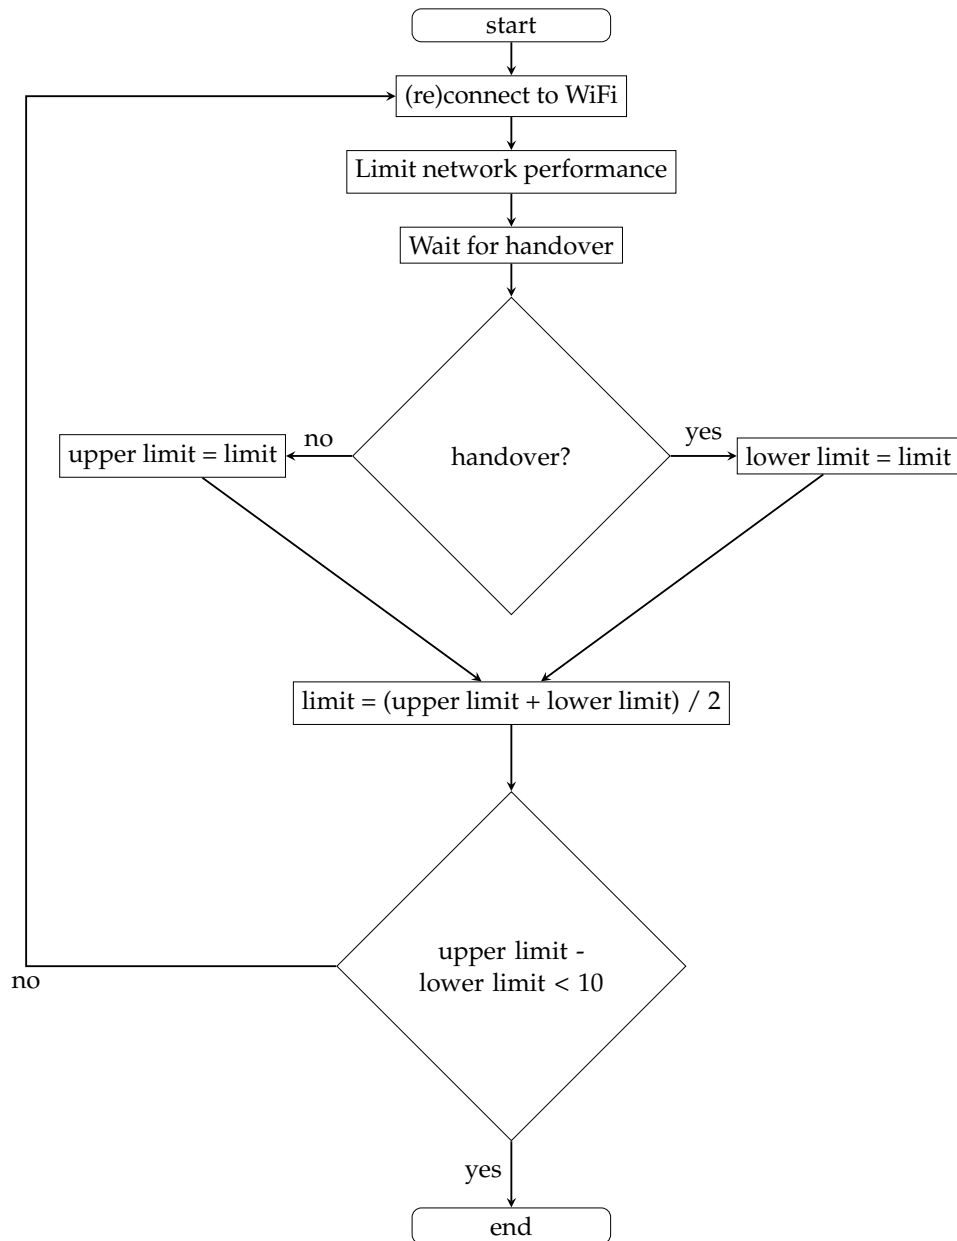 start
(re)connect to WiFi
Limit network performance
Wait for handover
handover?
no
yes
upper limit = limit
lower limit = limit
limit = (upper limit + lower limit) / 2
upper limit -
lower limit < 10
no
yes
end